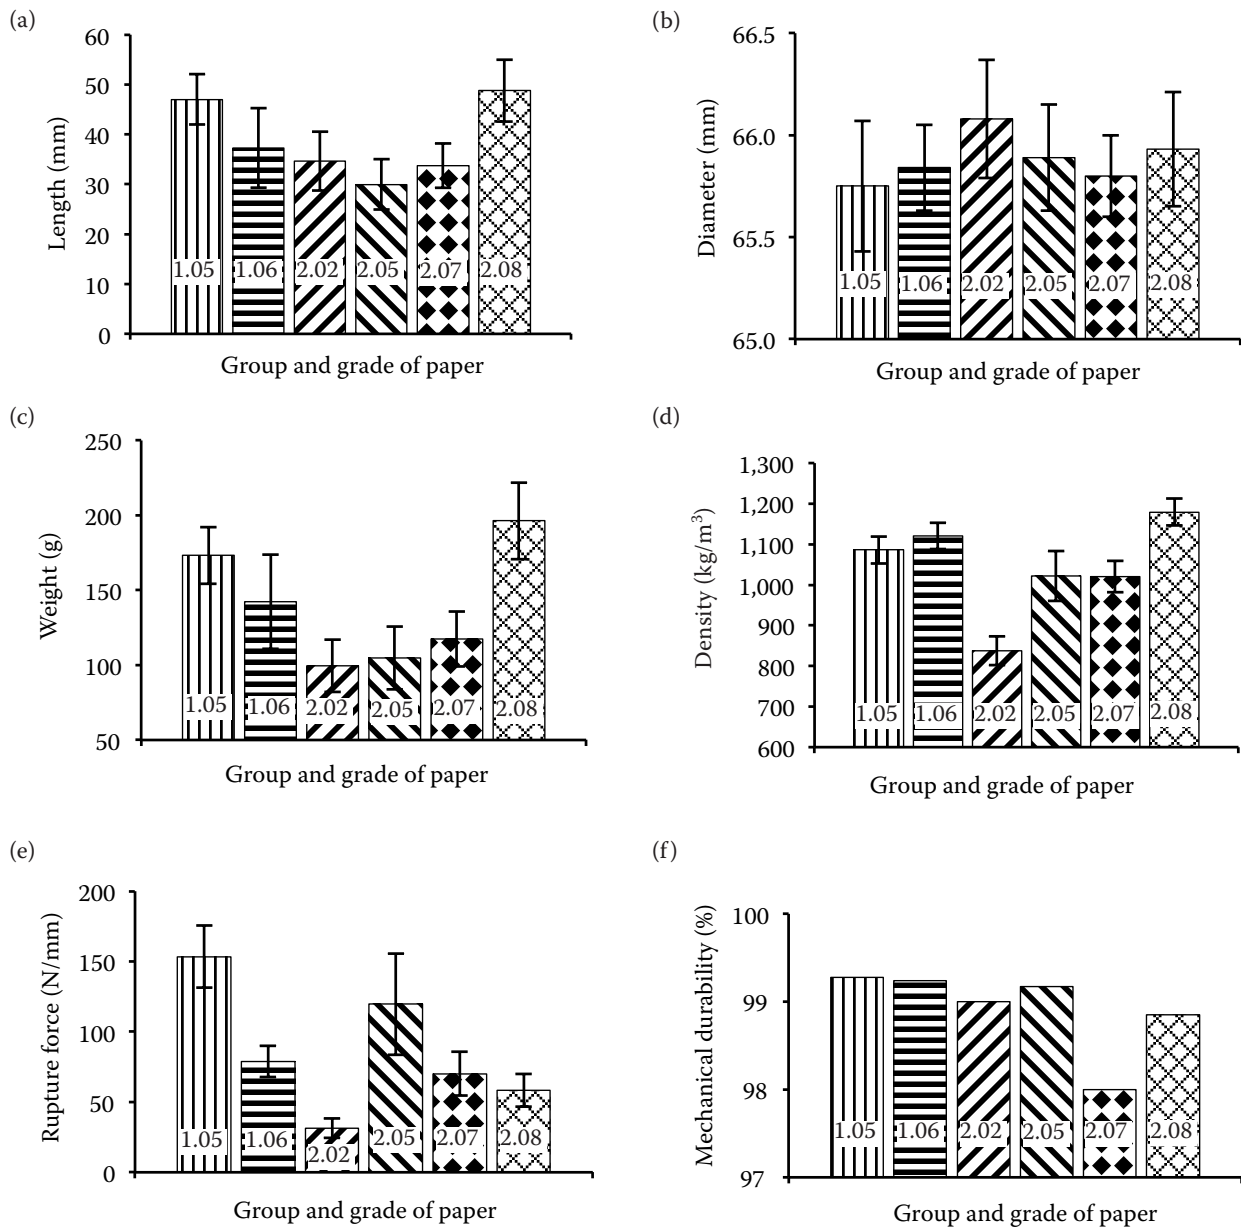 (a)
60
50
40
30
20
10
0
Length (mm)
1.05 1.06 2.02 2.05 2.07 2.08
Group and grade of paper
(b)
66.5
66.0
65.5
65.0
Diameter (mm)
1.05 1.06 2.02 2.05 2.07 2.08
Group and grade of paper
(c)
250
200
150
100
50
Weight (g)
1.05 1.06 2.02 2.05 2.07 2.08
Group and grade of paper
(d)
1,300
1,200
1,100
1,000
900
800
700
600
Density (kg/m³)
1.05 1.06 2.02 2.05 2.07 2.08
Group and grade of paper
(e)
200
150
100
50
0
Rupture force (N/mm)
1.05 1.06 2.02 2.05 2.07 2.08
Group and grade of paper
(f)
100
99
98
97
Mechanical durability (%)
1.05 1.06 2.02 2.05 2.07 2.08
Group and grade of paper